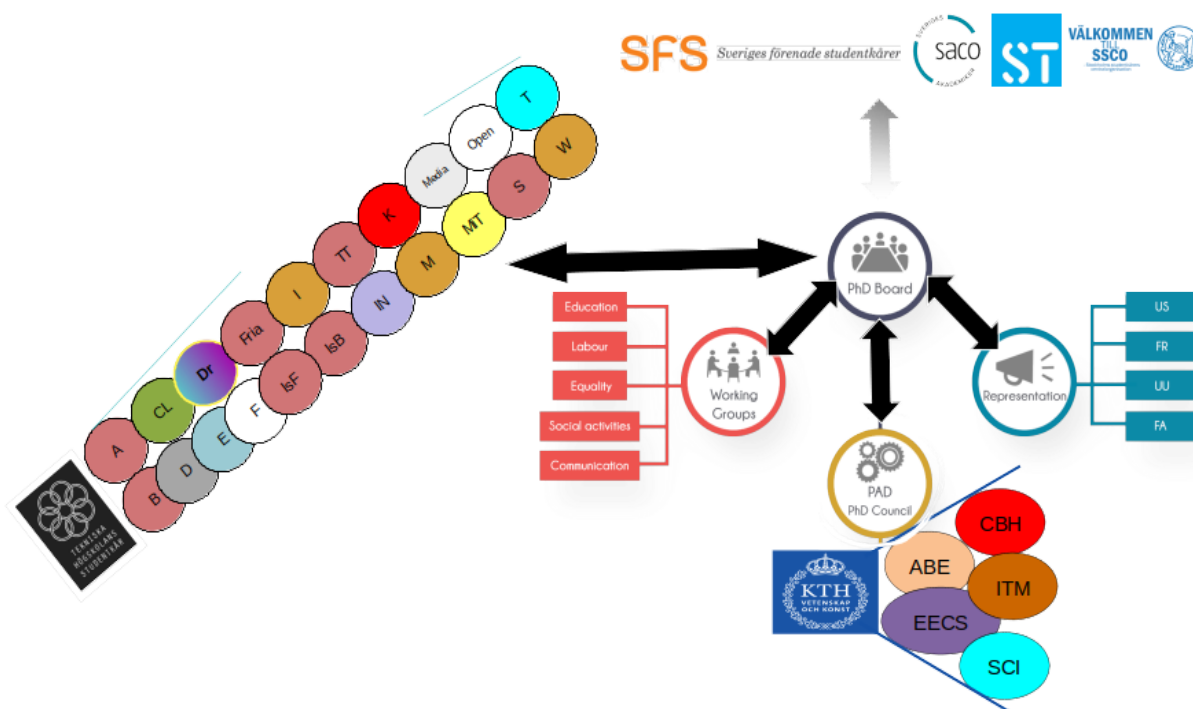 SFS
Sveriges förenade studentkårer
SVERIGES
saco
AKADEMIKER
ST
VÄLKOMMEN
TILL
SSCO
T
Open
W
Media
S
K
MiT
TT
M
I
IN
Fria
IsB
Dr
IsF
CL
F
A
E
D
B
TEKNISKA
HÖGSKOLANS
STUDENTKÅR
PhD Board
Education
Labour
Equality
Social activities
Communication
Working
Groups
Representation
US
FR
UU
FA
PAD
PhD Council
KTH
VETENSKAP
OCH KONST
CBH
ABE
ITM
EECS
SCI